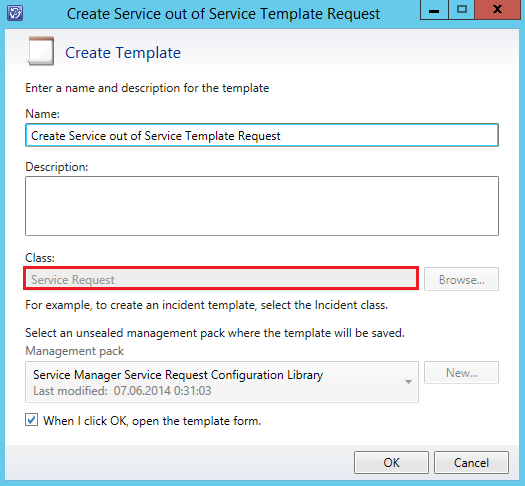 Create Service out of Service Template Request
Create Template
Enter a name and description for the template
Name:
Create Service out of Service Template Request
Description:
Class:
Service Request
Browse...
For example, to create an incident template, select the Incident class.
Select an unsealed management pack where the template will be saved.
Management pack
Service Manager Service Request Configuration Library
Last modified: 07.06.2014 0:31:03
New...
When I click OK, open the template form.
OK
Cancel